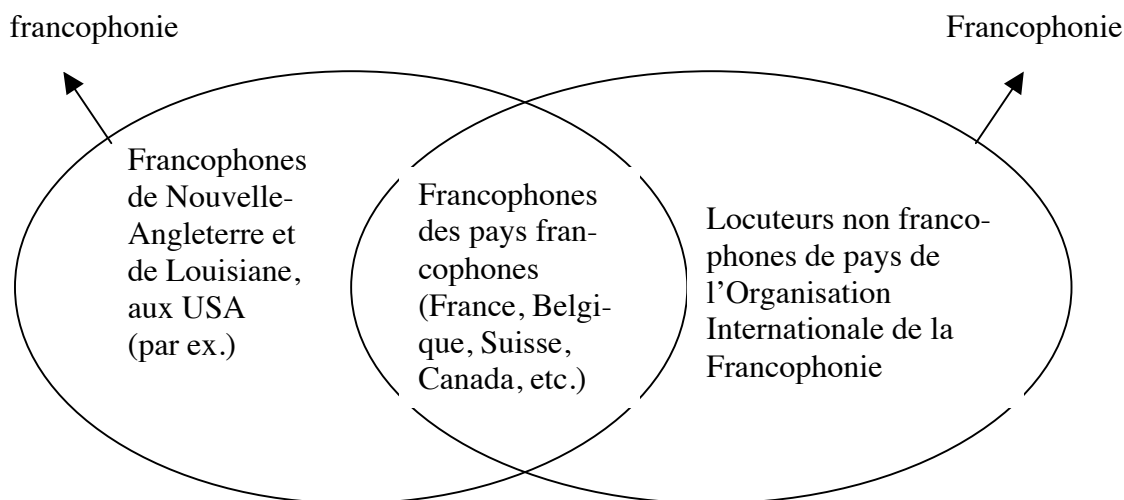 francophonie
Francophonie
Francophones
de Nouvelle-
Angleterre et
de Louisiane,
aux USA
(par ex.)
Francophones
des pays fran-
cophones
(France, Belgi-
que, Suisse,
Canada, etc.)
Locuteurs non franco-
phones de pays de
l’Organisation
Internationale de la
Francophonie